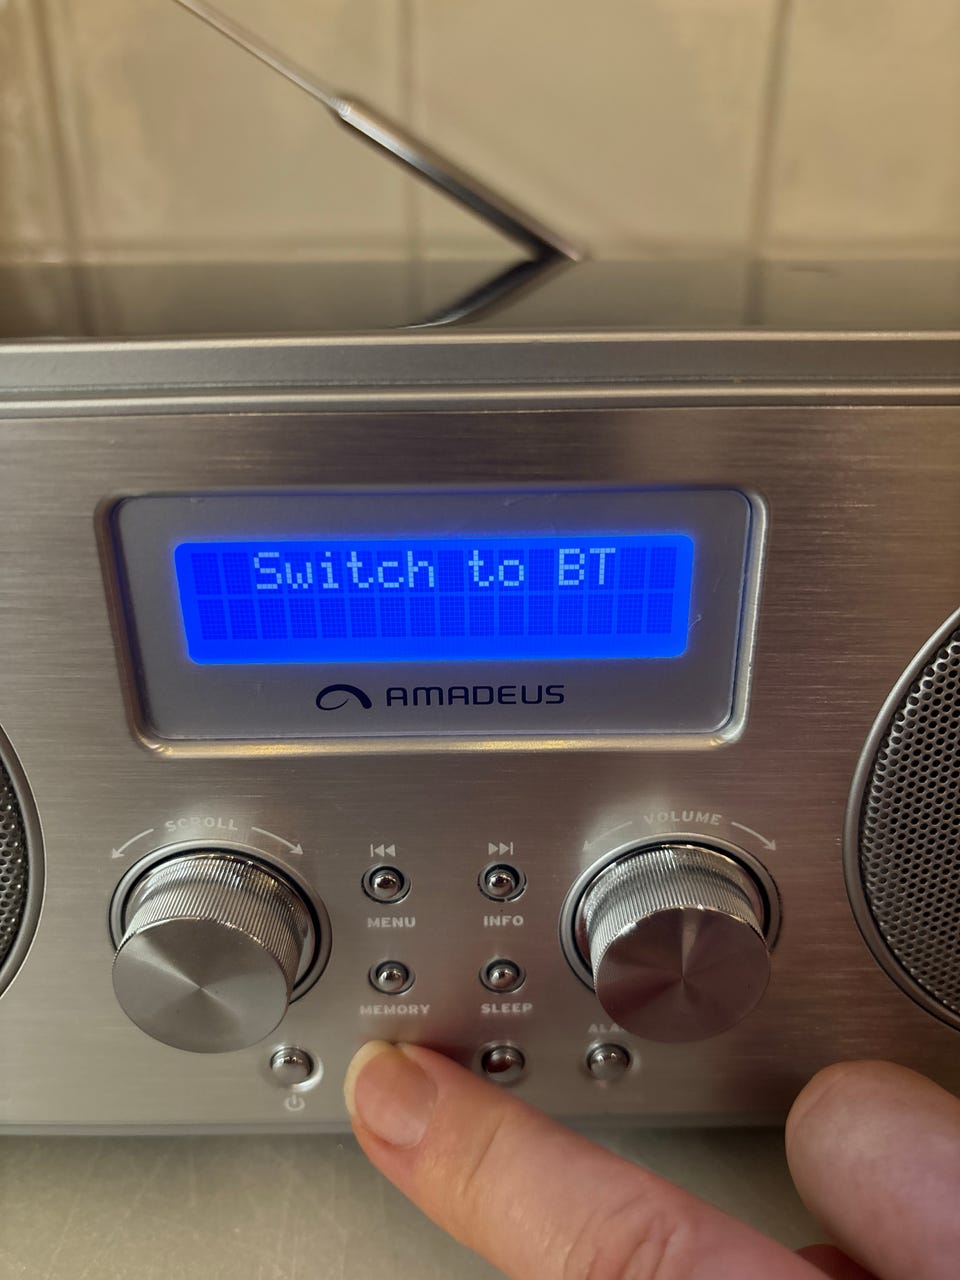 Switch to BT
AMADEUS
SCROLL
VOLUME
MENU
INFO
MEMORY
SLEEP